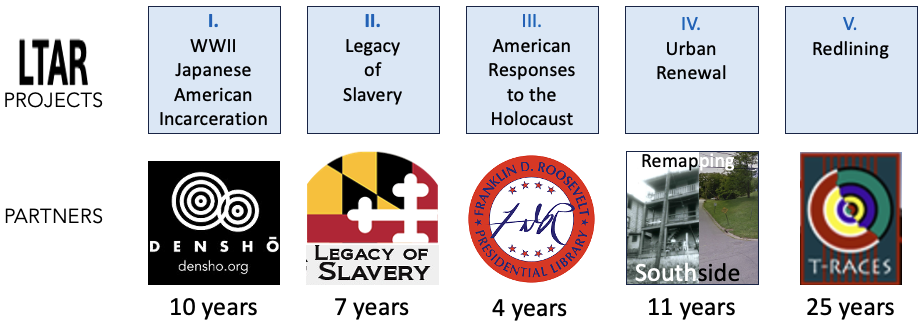 LTAR
PROJECTS
I.
WWII
Japanese
American
Incarceration
II.
Legacy
of
Slavery
III.
American
Responses
to the
Holocaust
IV.
Urban
Renewal
V.
Redlining
PARTNERS
DENSHŌ
densho.org
LEGACY OF
SLAVERY
FRANKLIN D. ROOSEVELT
PRESIDENTIAL LIBRARY
Remapping
Southside
T-RACES
10 years
7 years
4 years
11 years
25 years